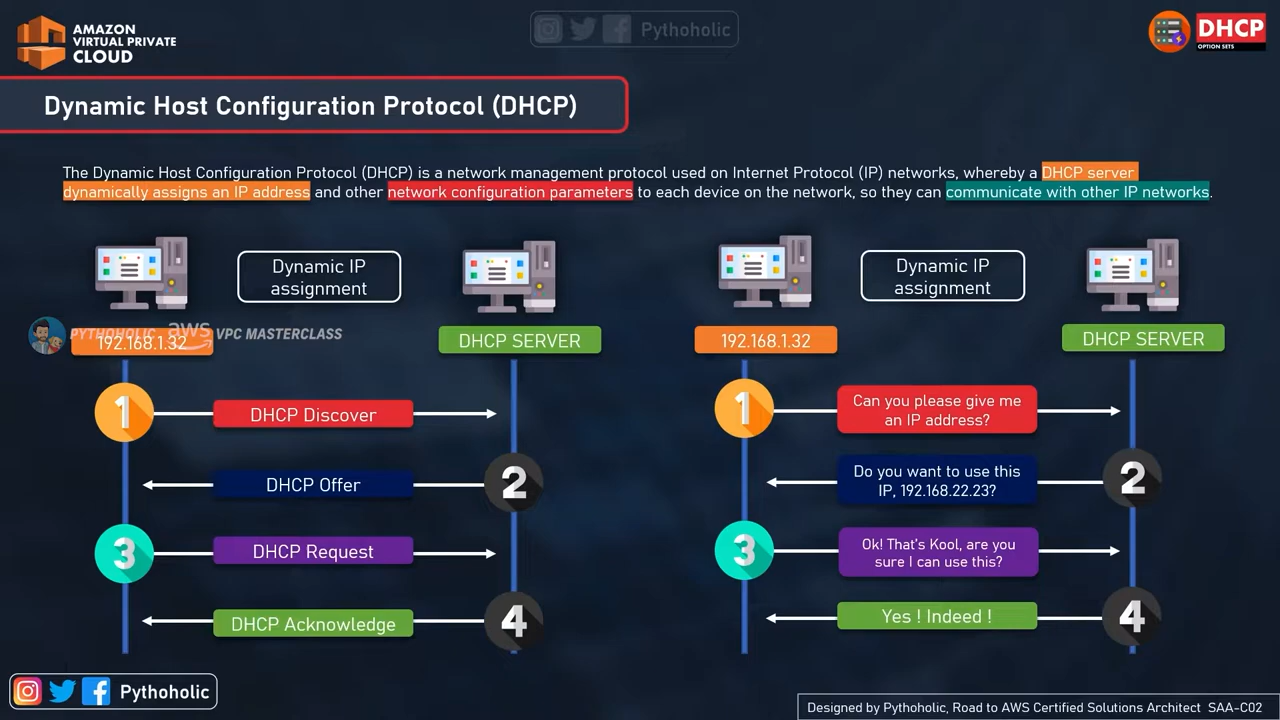 AMAZON
VIRTUAL PRIVATE
CLOUD
Pythoholic
DHCP
OPTION SETS
Dynamic Host Configuration Protocol (DHCP)
The Dynamic Host Configuration Protocol (DHCP) is a network management protocol used on Internet Protocol (IP) networks, whereby a DHCP server
dynamically assigns an IP address and other network configuration parameters to each device on the network, so they can communicate with other IP networks.
Dynamic IP
assignment
PYTHOHOLIC aws VPC MASTERCLASS
192.168.1.32
DHCP SERVER
1
DHCP Discover
DHCP Offer
2
3
DHCP Request
DHCP Acknowledge
4
Dynamic IP
assignment
192.168.1.32
DHCP SERVER
1
Can you please give me
an IP address?
Do you want to use this
IP, 192.168.22.23?
2
3
Ok! That's Kool, are you
sure I can use this?
Yes ! Indeed !
4
Pythoholic
Designed by Pythoholic, Road to AWS Certified Solutions Architect SAA-C02